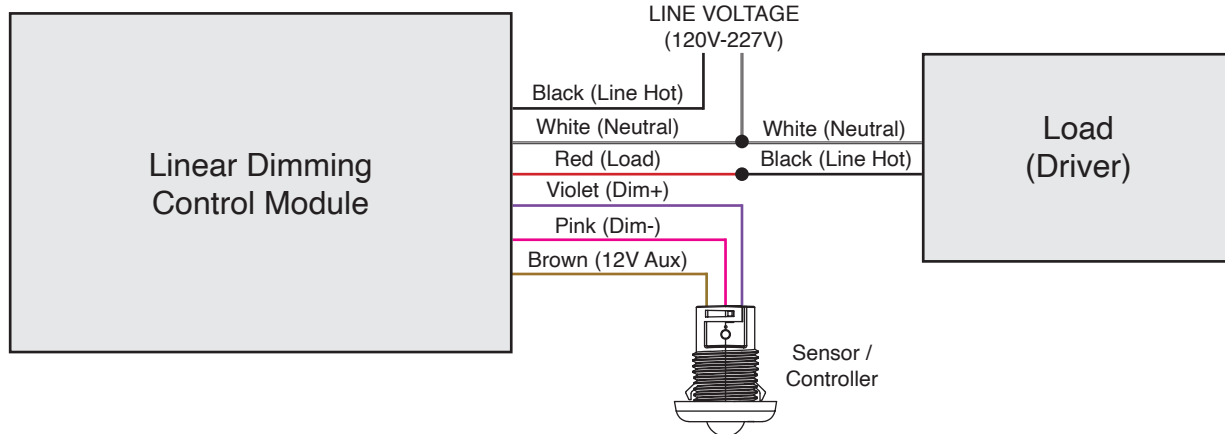 LINE VOLTAGE
(120V-227V)
Black (Line Hot)
White (Neutral)
White (Neutral)
Red (Load)
Black (Line Hot)
Violet (Dim+)
Pink (Dim-)
Brown (12V Aux)
Linear Dimming
Control Module
Load
(Driver)
Sensor /
Controller